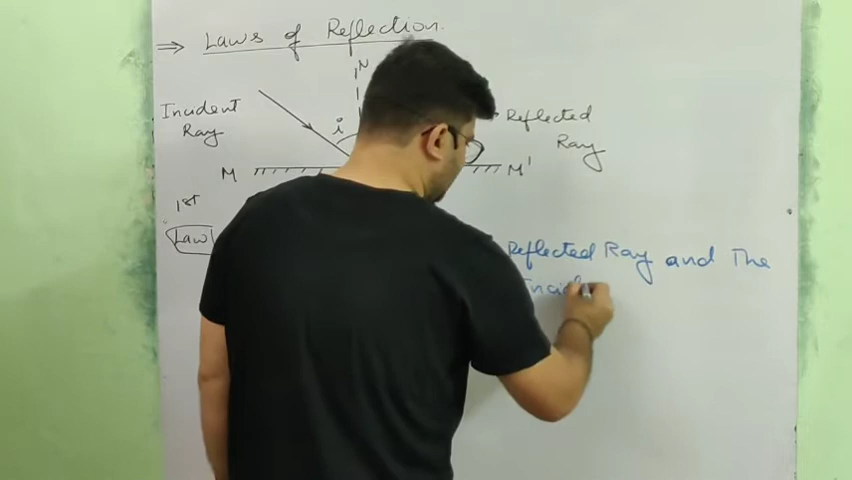 ⇒ Laws of Reflection.
N
Incident
Ray
i
Reflected
Ray
M
M'
1st
Law
Reflected Ray and The